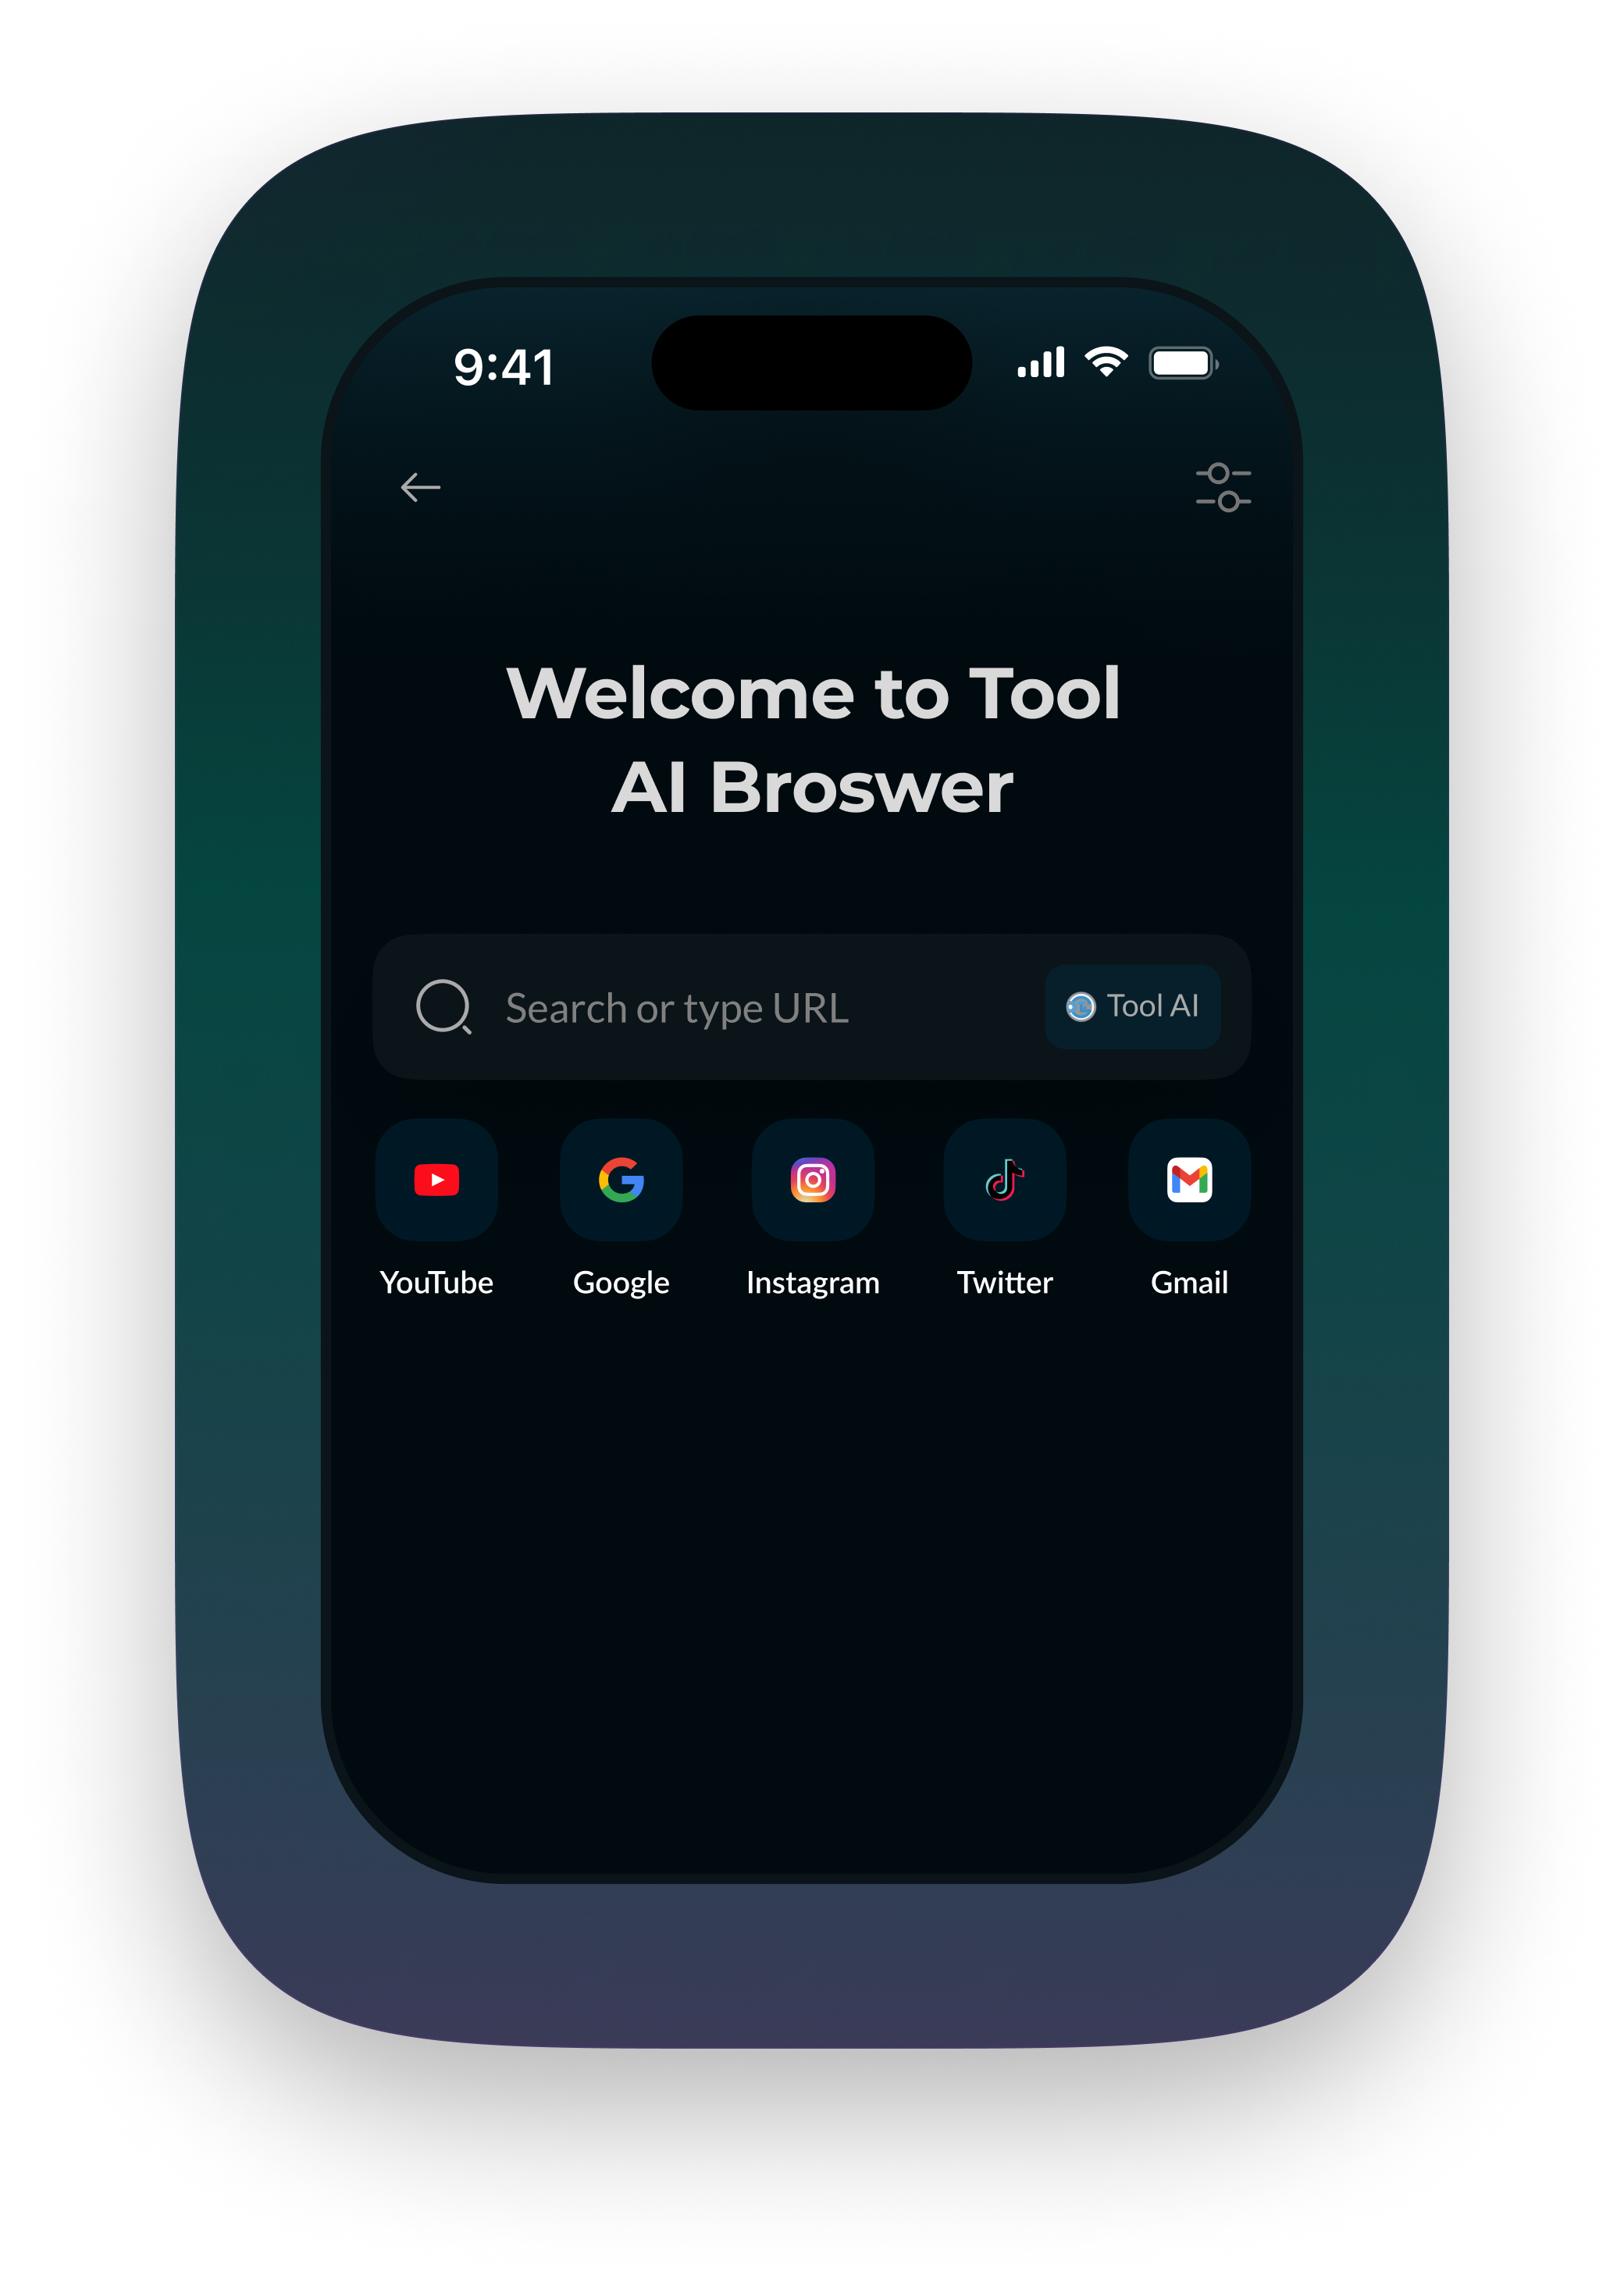 9:41
Welcome to Tool
AI Broswer
Search or type URL
Tool AI
YouTube
Google
Instagram
Twitter
Gmail